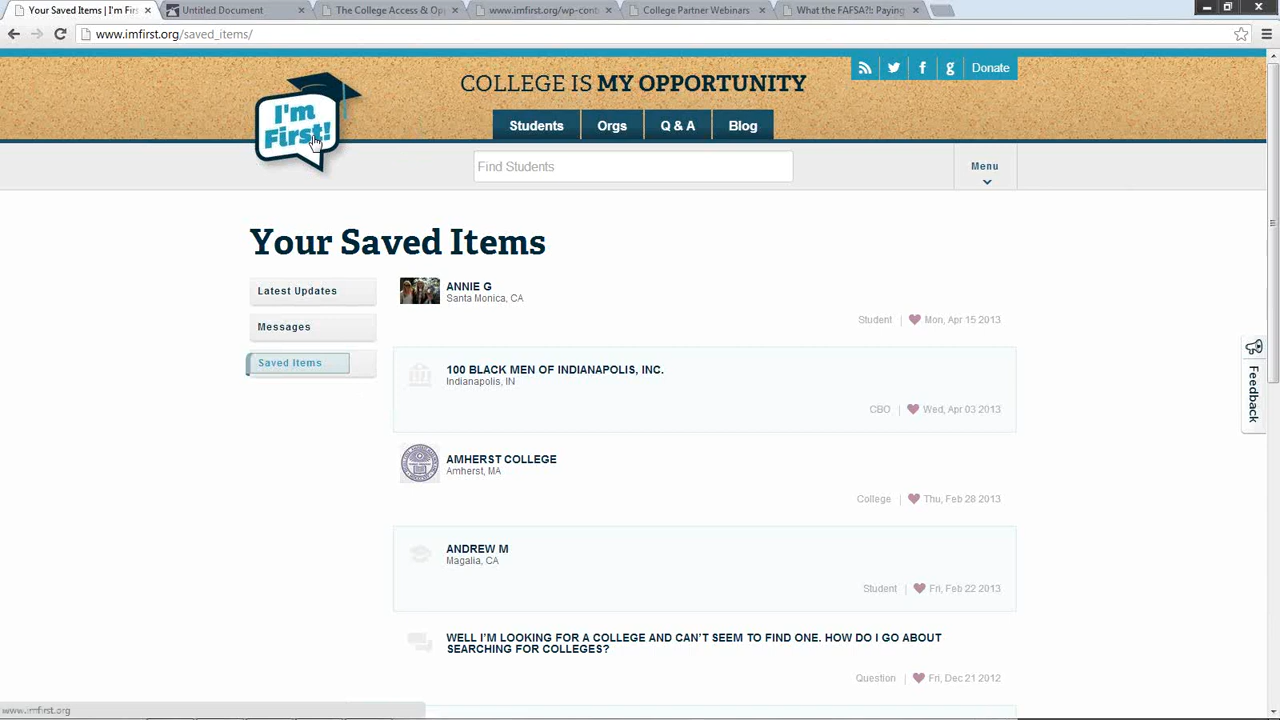 Your Saved Items | I'm Firs
Untitled Document
The College Access & Op
www.imfirst.org/wp-cont
College Partner Webinars
What the FAFSA?: Paying
www.imfirst.org/saved_items/
I'm First!
COLLEGE IS MY OPPORTUNITY
f g Donate
Students Orgs Q & A Blog
Find Students
Menu
Your Saved Items
Latest Updates
Messages
Saved Items
ANNIE G
Santa Monica, CA
Student | Mon, Apr 15 2013
100 BLACK MEN OF INDIANAPOLIS, INC.
Indianapolis, IN
CBO | Wed, Apr 03 2013
AMHERST COLLEGE
Amherst, MA
College | Thu, Feb 28 2013
ANDREW M
Magalia, CA
Student | Fri, Feb 22 2013
WELL I'M LOOKING FOR A COLLEGE AND CAN'T SEEM TO FIND ONE. HOW DO I GO ABOUT
SEARCHING FOR COLLEGES?
Question | Fri, Dec 21 2012
Feedback
www.imfirst.org